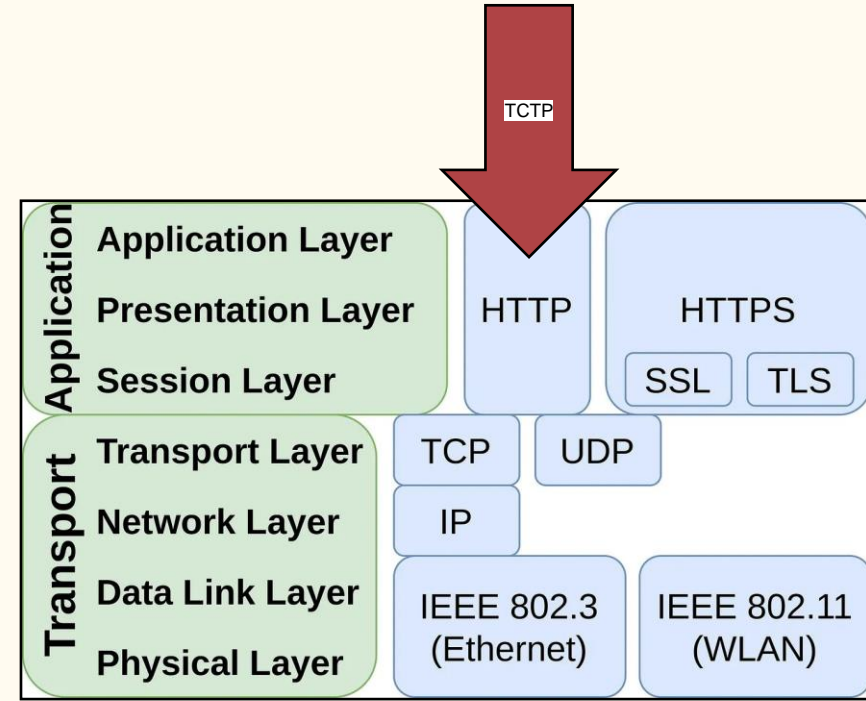 TCTP
Application
Application Layer
Presentation Layer
Session Layer
HTTP
HTTPS
SSL
TLS
Transport
Transport Layer
Network Layer
Data Link Layer
Physical Layer
TCP
UDP
IP
IEEE 802.3
(Ethernet)
IEEE 802.11
(WLAN)